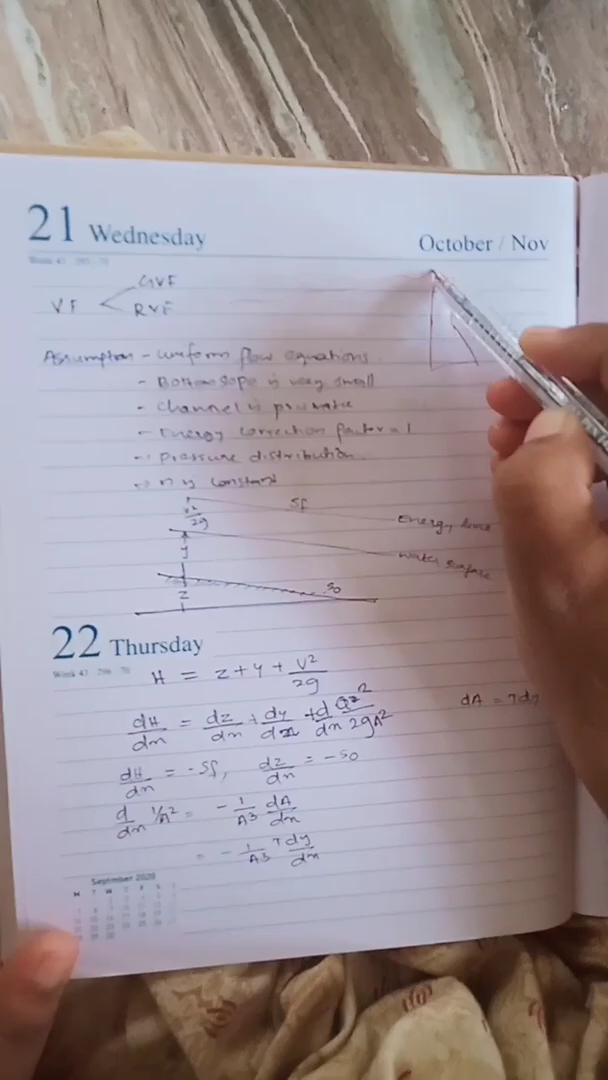 21 Wednesday
October / Nov
GVF
VF
RVF
Assumption - Uniform flow equations.
- Bottom slope is very small
- Channel is prismatic
- Energy correction factor 1
- Pressure distribution.
n is constant
V²/2g
Sf
Energy line
y
water surface
So
z
22 Thursday
H = z + y + V²/2g
dH/dx = dz/dx + dy/dx + d/dx Q²/2gA²
dA = Tdy
dH/dx = -Sf, dz/dx = -So
d/dx 1/A² = -1/A3 dA/dx
= -1/A3 Tdy/dx
September 2020